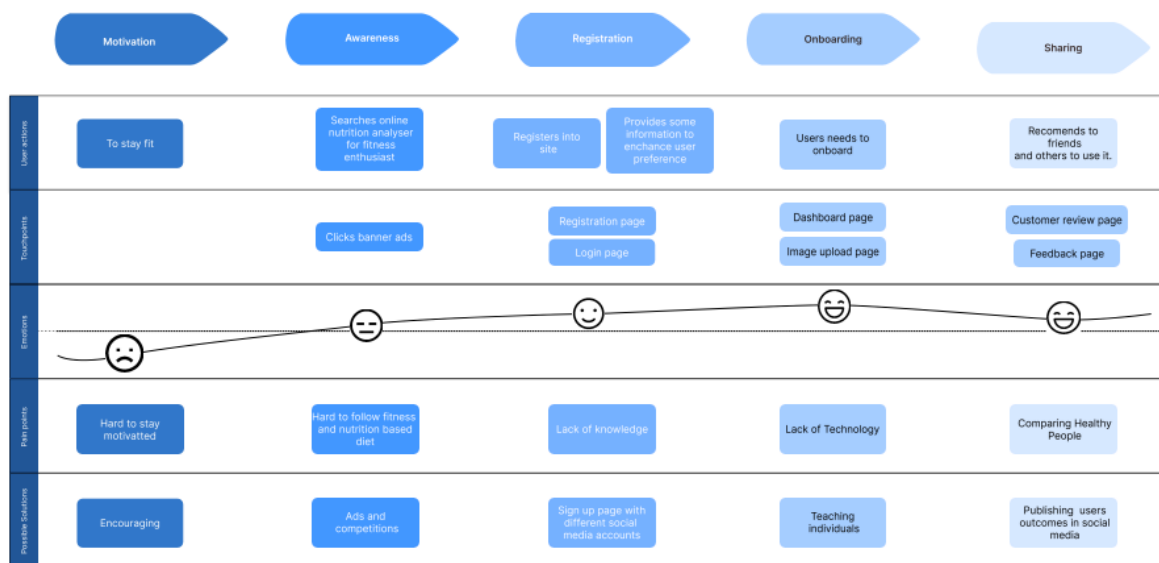 Motivation
Awareness
Registration
Onboarding
Sharing
User actions
To stay fit
Searches online
nutrition analyser
for fitness
enthusiast
Registers into
site
Provides some
information to
enchance user
preference
Users needs to
onboard
Recomends to
friends
and others to use it.
Touchpoints
Clicks banner ads
Registration page
Login page
Dashboard page
Image upload page
Customer review page
Feedback page
Emotions
Pain points
Hard to stay
motivatted
Hard to follow fitness
and nutrition based
diet
Lack of knowledge
Lack of Technology
Comparing Healthy
People
Possible Solutions
Encouraging
Ads and
competitions
Sign up page with
different social
media accounts
Teaching
individuals
Publishing users
outcomes in social
media